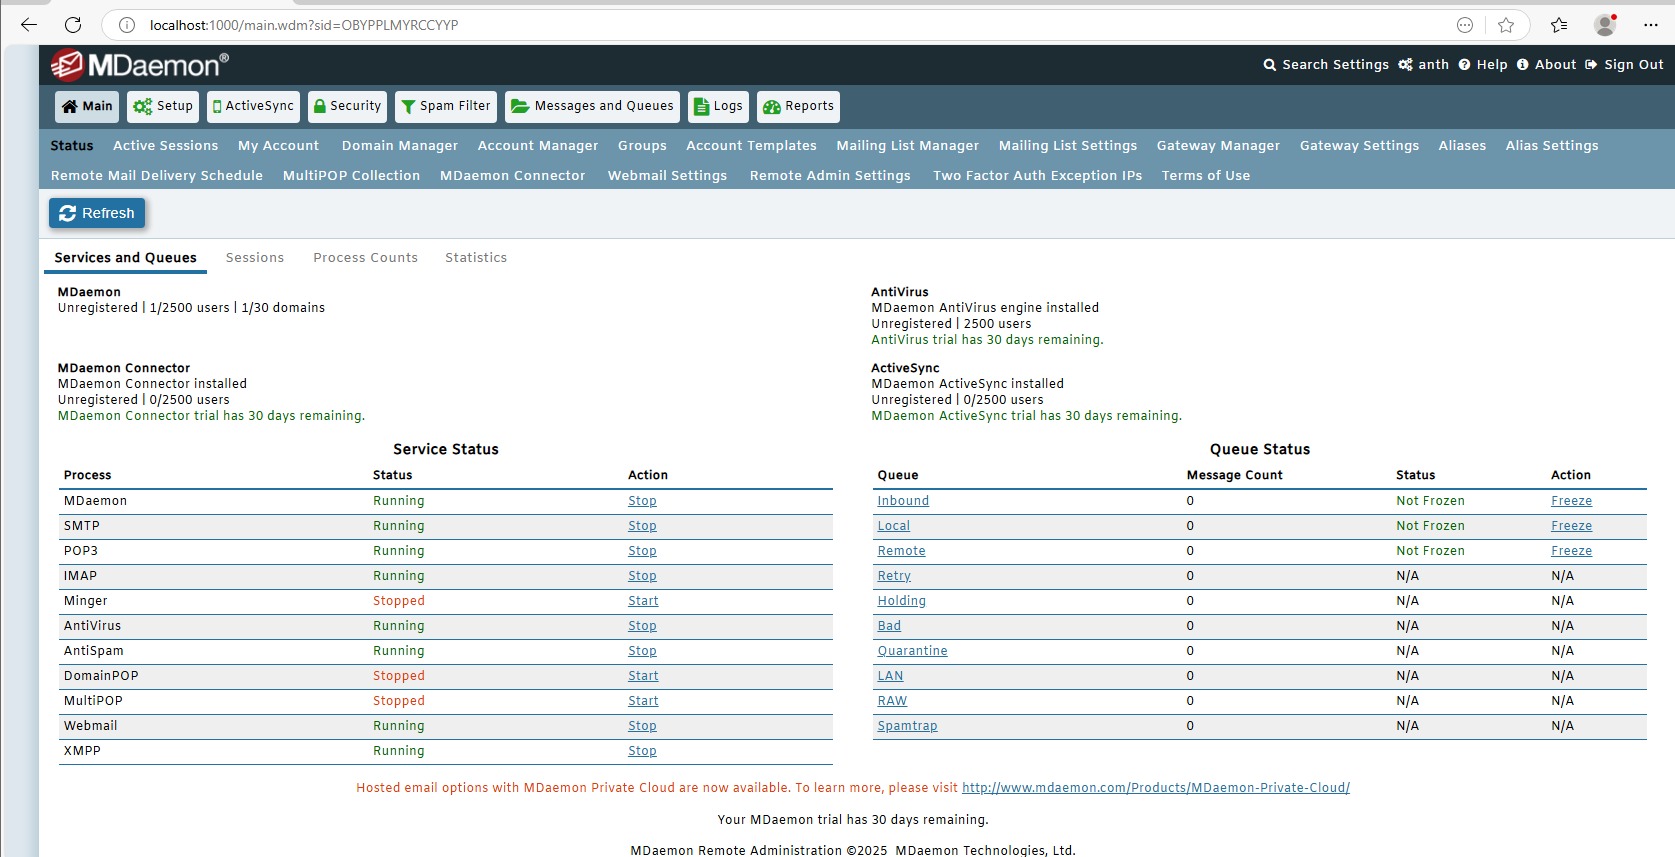 localhost:1000/main.wdm?sid=OBYPPLMYRCCYYP
MDaemon®
Search Settings anth Help About Sign Out
Main Setup ActiveSync Security Spam Filter Messages and Queues Logs Reports
Status Active Sessions My Account Domain Manager Account Manager Groups Account Templates Mailing List Manager Mailing List Settings Gateway Manager Gateway Settings Aliases Alias Settings
Remote Mail Delivery Schedule MultiPOP Collection MDaemon Connector Webmail Settings Remote Admin Settings Two Factor Auth Exception IPs Terms of Use
Refresh
Services and Queues Sessions Process Counts Statistics
MDaemon
Unregistered | 1/2500 users | 1/30 domains
AntiVirus
MDaemon AntiVirus engine installed
Unregistered | 2500 users
AntiVirus trial has 30 days remaining.
MDaemon Connector
MDaemon Connector installed
Unregistered | 0/2500 users
MDaemon Connector trial has 30 days remaining.
ActiveSync
MDaemon ActiveSync installed
Unregistered | 0/2500 users
MDaemon ActiveSync trial has 30 days remaining.
Service Status
Process Status Action
MDaemon Running Stop
SMTP Running Stop
POP3 Running Stop
IMAP Running Stop
Minger Stopped Start
AntiVirus Running Stop
AntiSpam Running Stop
DomainPOP Stopped Start
MultiPOP Stopped Start
Webmail Running Stop
XMPP Running Stop
Queue Status
Queue Message Count Status Action
Inbound 0 Not Frozen Freeze
Local 0 Not Frozen Freeze
Remote 0 Not Frozen Freeze
Retry 0 N/A N/A
Holding 0 N/A N/A
Bad 0 N/A N/A
Quarantine 0 N/A N/A
LAN 0 N/A N/A
RAW 0 N/A N/A
Spamtrap 0 N/A N/A
Hosted email options with MDaemon Private Cloud are now available. To learn more, please visit http://www.mdaemon.com/Products/MDaemon-Private-Cloud/
Your MDaemon trial has 30 days remaining.
MDaemon Remote Administration ©2025 MDaemon Technologies, Ltd.